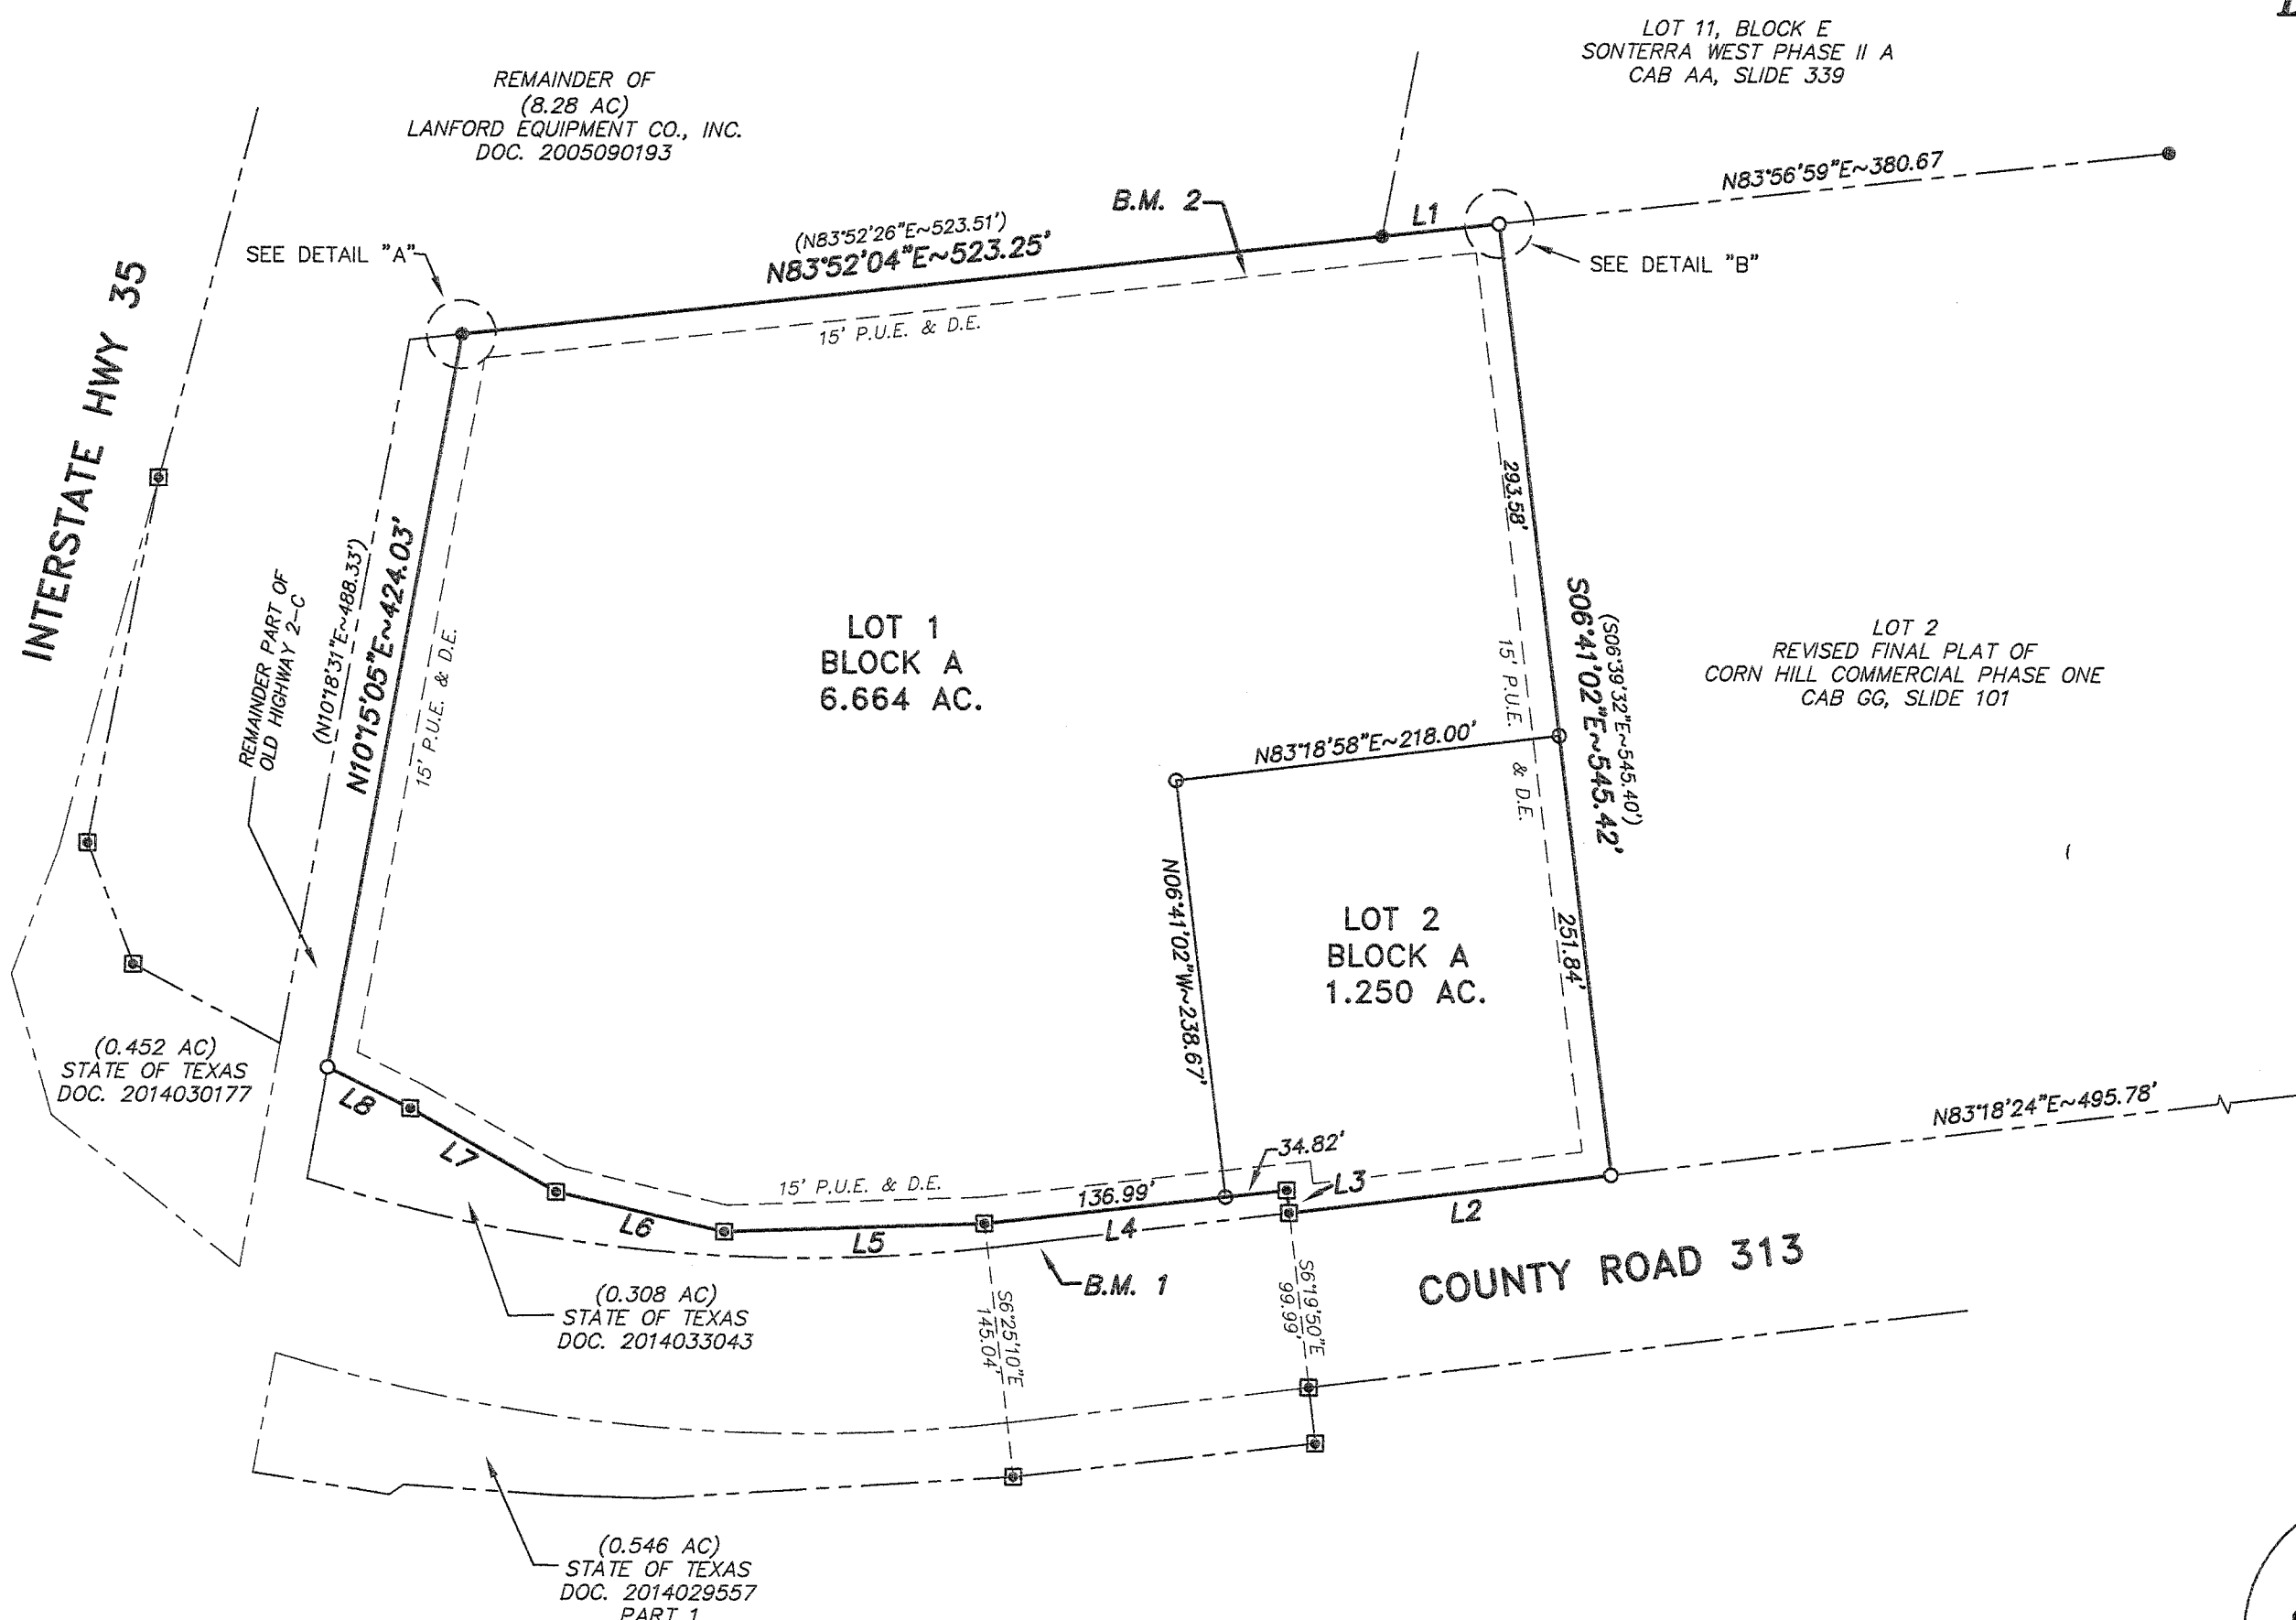 LOT 11, BLOCK E
SONTERRA WEST PHASE II A
CAB AA, SLIDE 339
REMAINDER OF
(8.28 AC)
LANFORD EQUIPMENT CO., INC.
DOC. 2005090193
N83°56'59"E~380.67
B.M. 2
L1
(N83°52'26"E~523.51')
N83°52'04"E~523.25'
SEE DETAIL "A"
SEE DETAIL "B"
15' P.U.E. & D.E.
INTERSTATE HWY 35
293.58'
(N10°18'31"E~488.33')
N10°15'05"E~424.03'
15' P.U.E. & D.E.
REMAINDER PART OF
OLD HIGHWAY 2-C
LOT 1
BLOCK A
6.664 AC.
15' P.U.E. & D.E.
(S06°39'32"E~545.40')
S06°41'02"E~545.42'
LOT 2
REVISED FINAL PLAT OF
CORN HILL COMMERCIAL PHASE ONE
CAB GG, SLIDE 101
N83°18'58"E~218.00'
N06°41'02"W~238.67'
LOT 2
BLOCK A
1.250 AC.
251.84'
(0.452 AC)
STATE OF TEXAS
DOC. 2014030177
L8
L7
L6
L5
15' P.U.E. & D.E.
136.99'
34.82'
L3
L4
L2
N83°18'24"E~495.78'
B.M. 1
COUNTY ROAD 313
S6°25'10"E
145.04'
S6°19'50"E
99.99'
(0.308 AC)
STATE OF TEXAS
DOC. 2014033043
(0.546 AC)
STATE OF TEXAS
DOC. 2014029557
PART 1